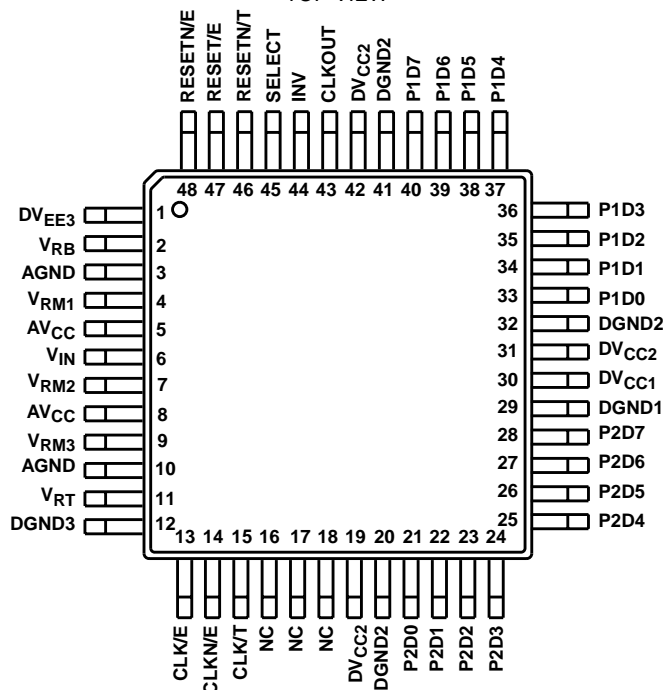 RESETN/E
RESET/E
RESETN/T
SELECT
INV
CLKOUT
DVCC2
DGND2
P1D7
P1D6
P1D5
P1D4
48 47 46 45 44 43 42 41 40 39 38 37
DVEE3 1
VRB 2
AGND 3
VRM1 4
AVCC 5
VIN 6
VRM2 7
AVCC 8
VRM3 9
AGND 10
VRT 11
DGND3 12
36 P1D3
35 P1D2
34 P1D1
33 P1D0
32 DGND2
31 DVCC2
30 DVCC1
29 DGND1
28 P2D7
27 P2D6
26 P2D5
25 P2D4
13 14 15 16 17 18 19 20 21 22 23 24
CLK/E
CLKN/E
CLK/T
NC
NC
NC
DVCC2
DGND2
P2D0
P2D1
P2D2
P2D3